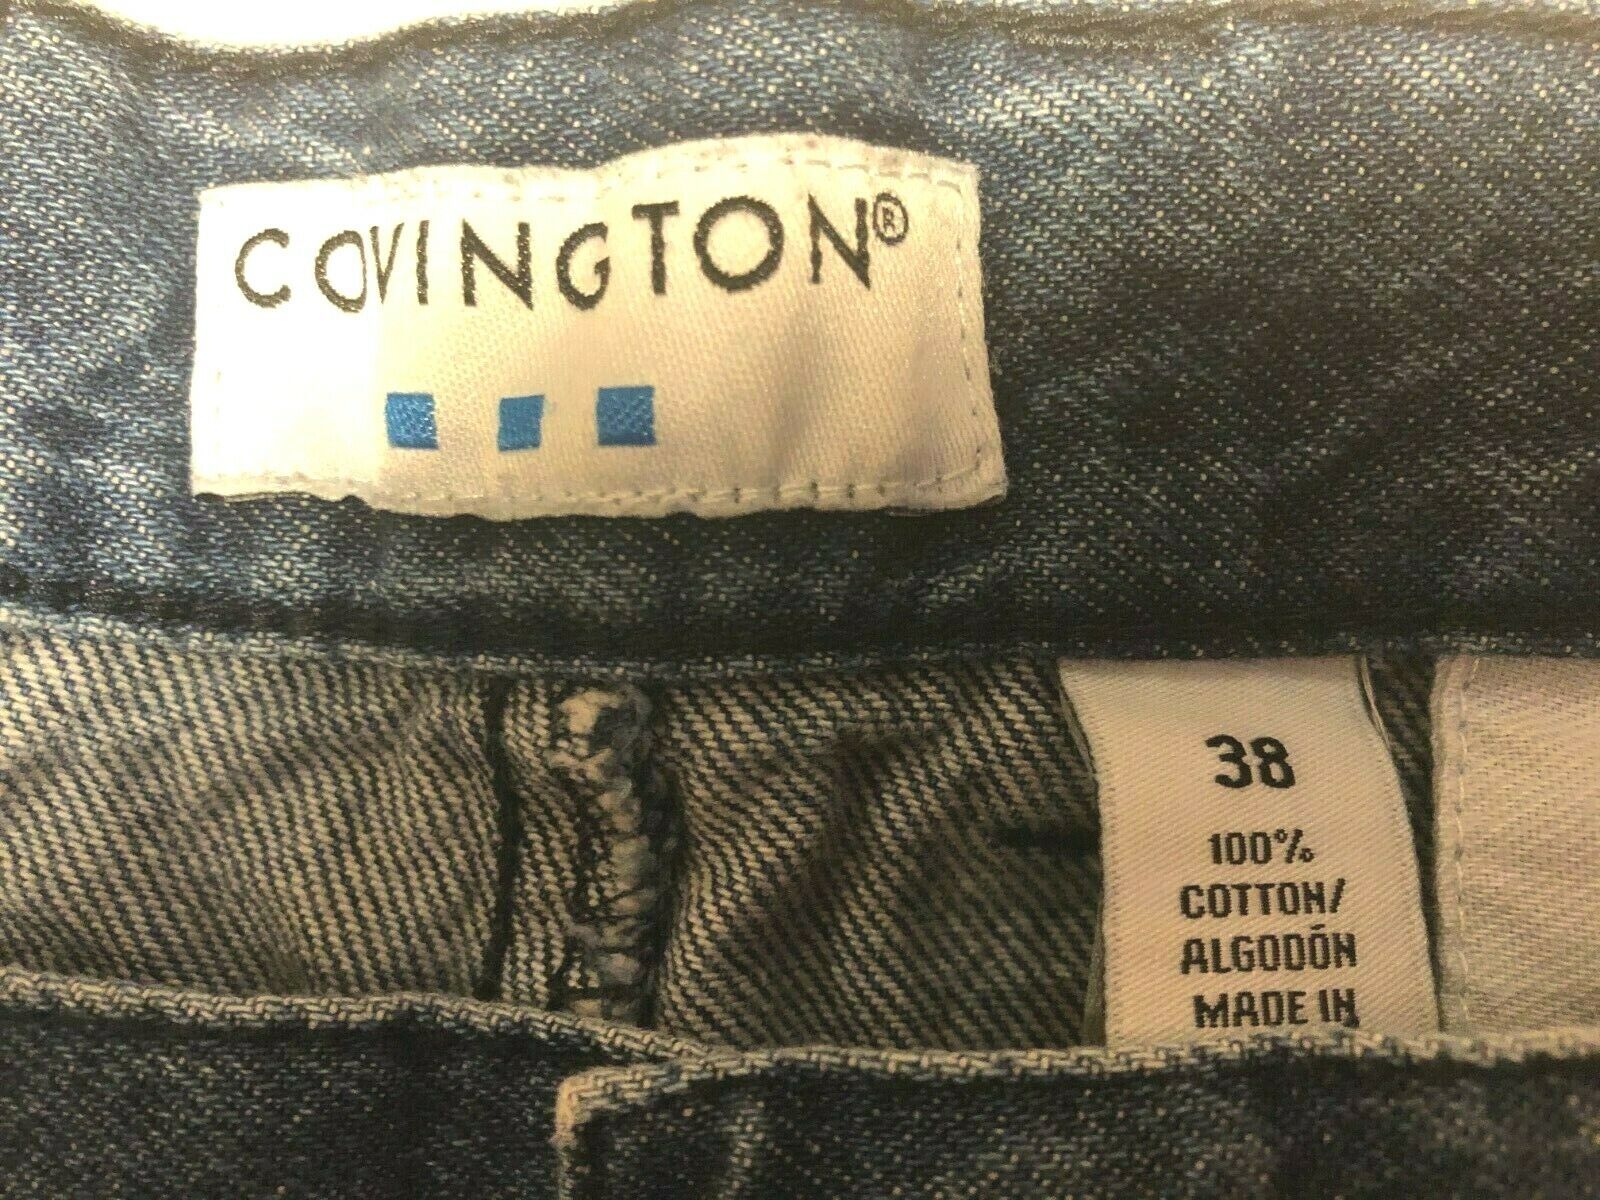 COVINGTON®
38
100%
COTTON/
ALGODÓN
MADE IN